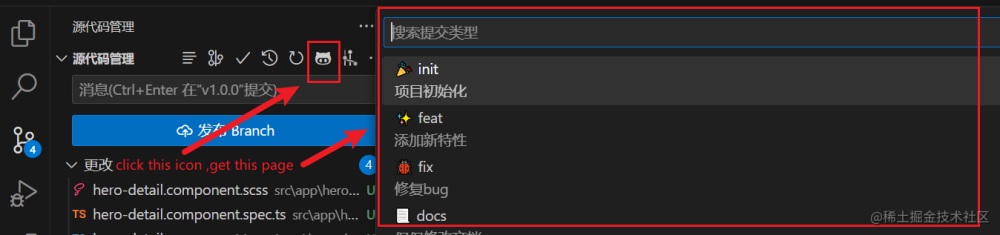 源代码管理
源代码管理
消息(Ctrl+Enter 在"v1.0.0"提交)
发布 Branch
更改 click this icon ,get this page 4
4
hero-detail.component.scss src\app\hero... U
TS hero-detail.component.spec.ts src\app\h... U
搜索提交类型
init
项目初始化
feat
添加新特性
fix
修复bug
docs
@稀土掘金技术社区